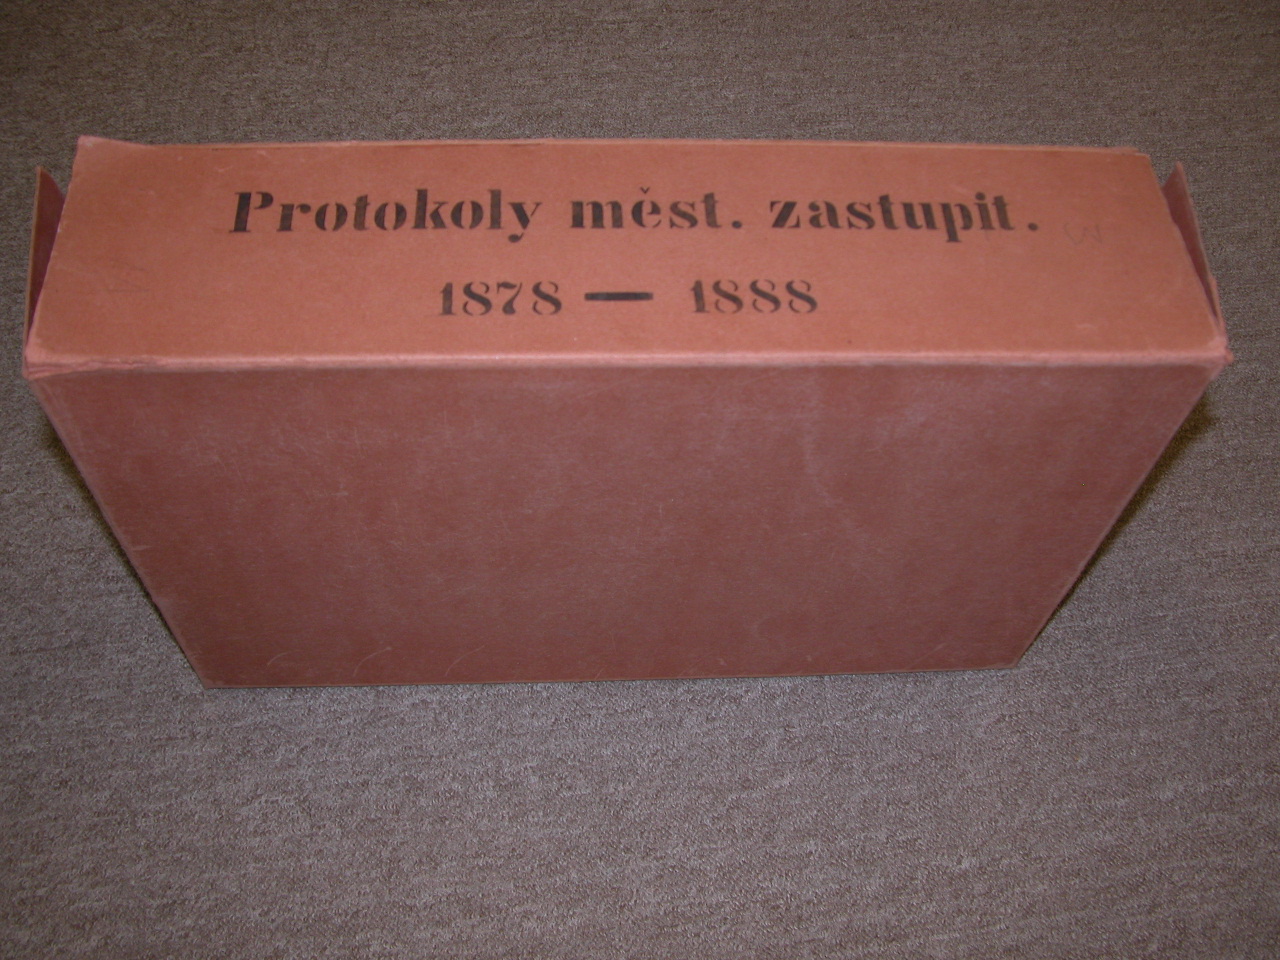 Protokoly měst. zastupit.
1878 — 1888